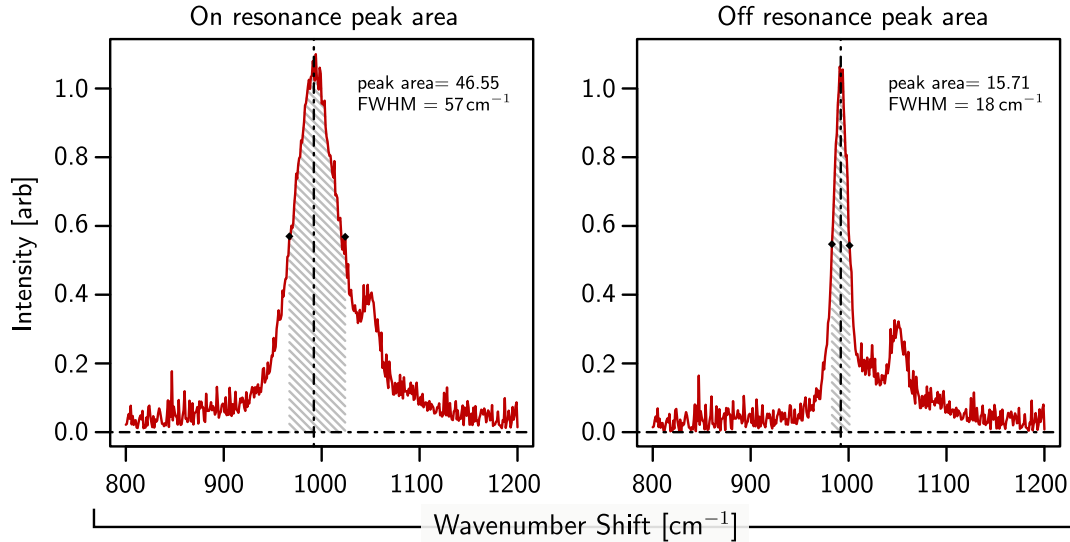 On resonance peak area
Off resonance peak area
peak area= 46.55
FWHM = 57 cm⁻¹
peak area= 15.71
FWHM = 18 cm⁻¹
Intensity [arb]
1.0
0.8
0.6
0.4
0.2
0.0
1.0
0.8
0.6
0.4
0.2
0.0
800 900 1000 1100 1200
800 900 1000 1100 1200
Wavenumber Shift [cm⁻¹]